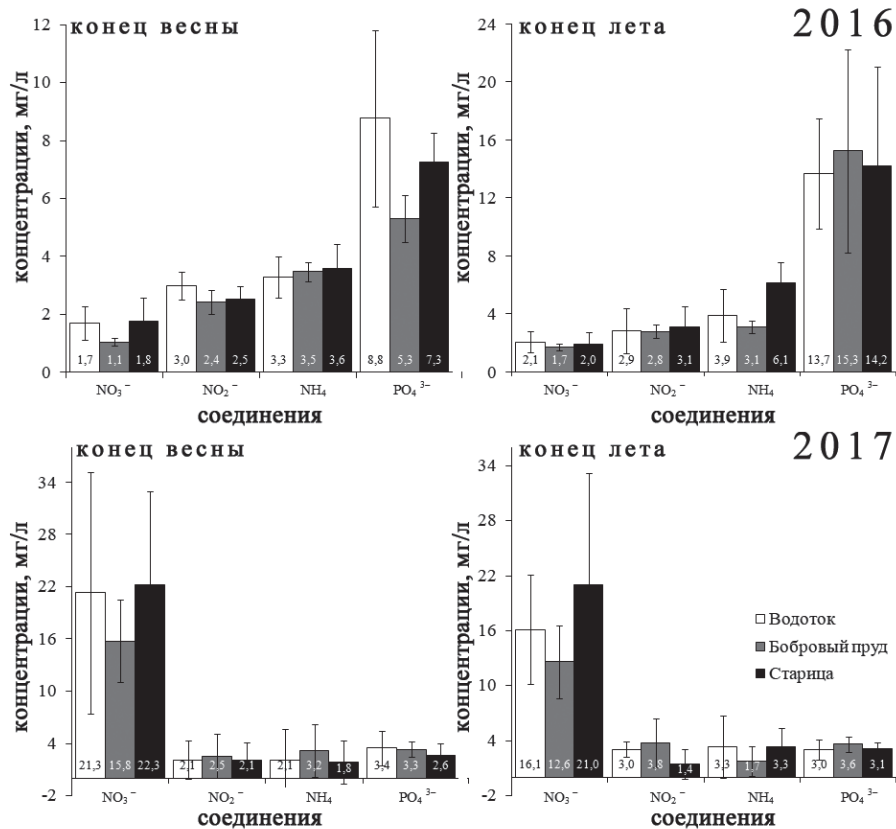 конец весны
конец лета
2016
концентрации, мг/л
12
10
8
6
4
2
0
1,7
1,1
1,8
3,0
2,4
2,5
3,3
3,5
3,6
8,8
5,3
7,3
NO₃⁻
NO₂⁻
NH₄
PO₄³⁻
соединения
концентрации, мг/л
24
20
16
12
8
4
0
2,1
1,7
2,0
2,9
2,8
3,1
3,9
3,1
6,1
13,7
15,3
14,2
NO₃⁻
NO₂⁻
NH₄
PO₄³⁻
соединения
конец весны
конец лета
2017
концентрации, мг/л
34
28
22
16
10
4
-2
21,3
15,8
22,3
2,1
2,5
2,1
2,1
3,2
1,8
3,4
3,3
2,6
NO₃⁻
NO₂⁻
NH₄
PO₄³⁻
соединения
концентрации, мг/л
34
28
22
16
10
4
-2
16,1
12,6
21,0
3,0
3,8
1,4
3,3
1,7
3,3
3,0
3,6
3,1
Водоток
Бобровый пруд
Старица
NO₃⁻
NO₂⁻
NH₄
PO₄³⁻
соединения